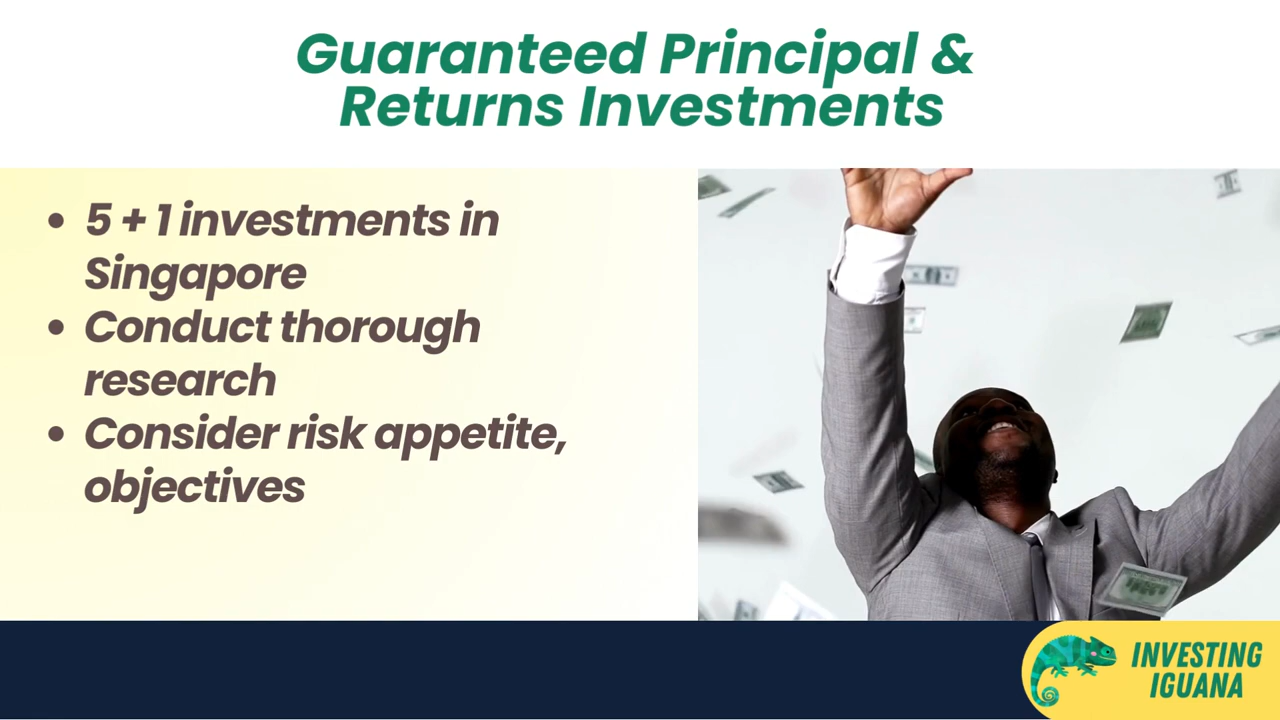 Guaranteed Principal &
Returns Investments
• 5 + 1 investments in
Singapore
• Conduct thorough
research
• Consider risk appetite,
objectives
INVESTING
IGUANA